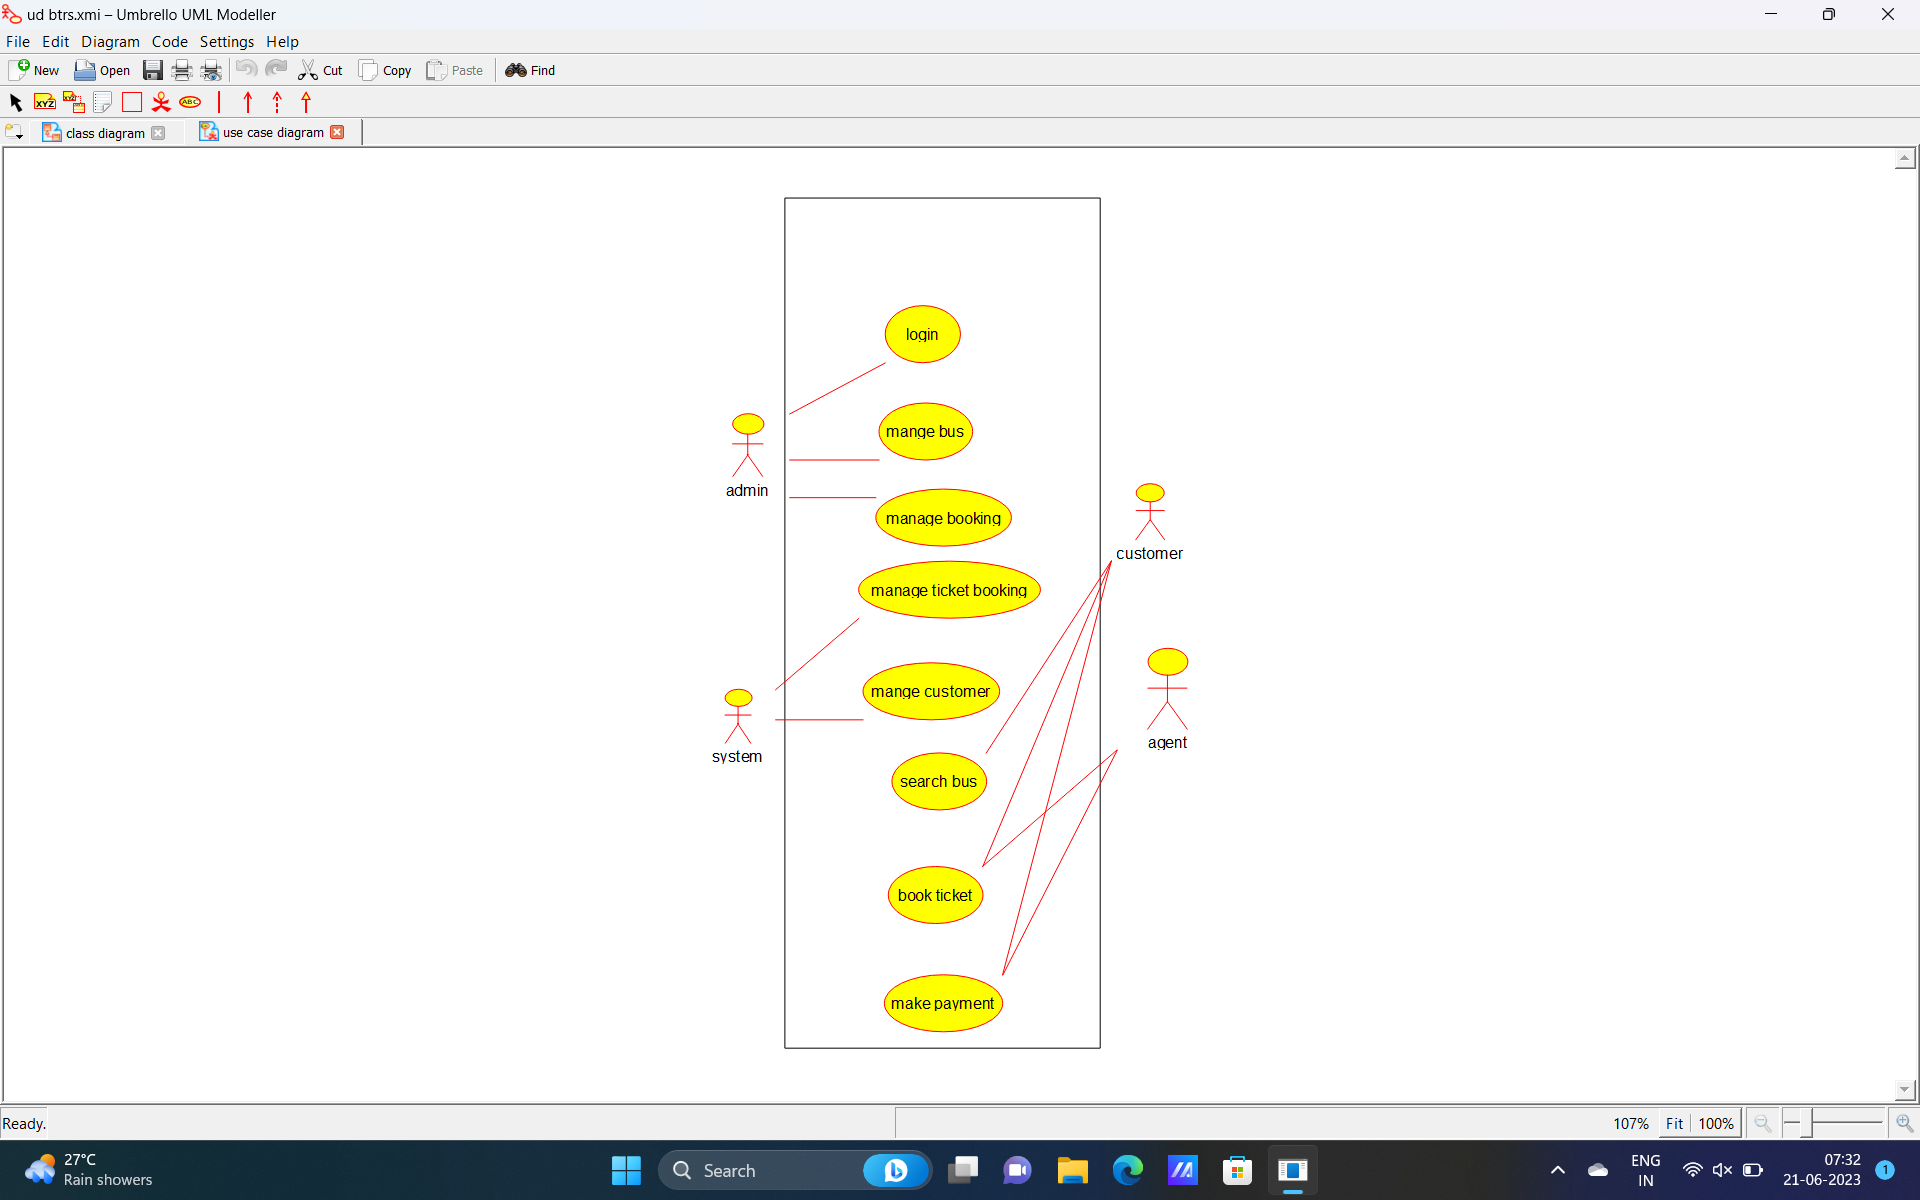 ud btrs.xmi – Umbrello UML Modeller
File Edit Diagram Code Settings Help
New Open Cut Copy Paste Find
XYZ XYZ ABC
class diagram use case diagram
login
mange bus
admin
manage booking
customer
manage ticket booking
mange customer
agent
system
search bus
book ticket
make payment
Ready. 107% Fit 100%
27°C
Rain showers
Search
ENG
IN
07:32
21-06-2023
1